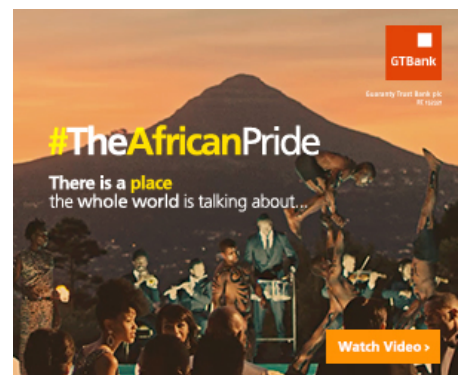 GTBank
Guaranty Trust Bank plc
#TheAfricanPride
There is a place
the whole world is talking about...
Watch Video ›